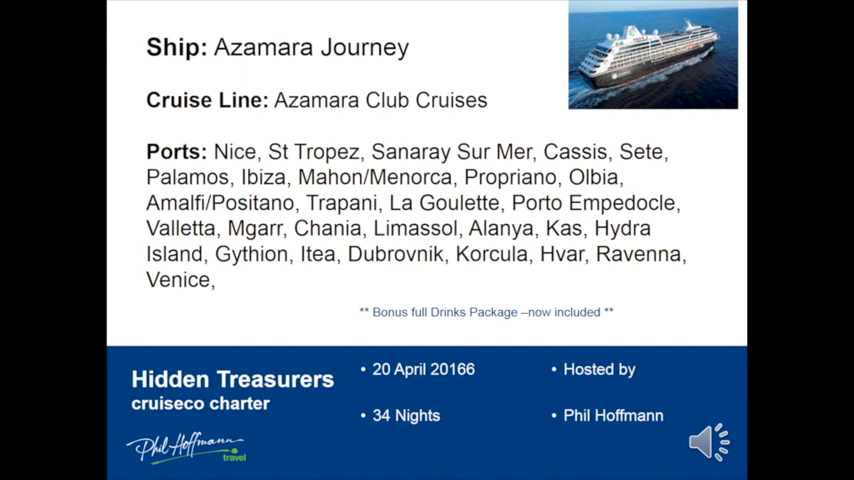 Ship: Azamara Journey
Cruise Line: Azamara Club Cruises
Ports: Nice, St Tropez, Sanaray Sur Mer, Cassis, Sete,
Palamos, Ibiza, Mahon/Menorca, Propriano, Olbia,
Amalfi/Positano, Trapani, La Goulette, Porto Empedocle,
Valletta, Mgarr, Chania, Limassol, Alanya, Kas, Hydra
Island, Gythion, Itea, Dubrovnik, Korcula, Hvar, Ravenna,
Venice,
** Bonus full Drinks Package –now included **
Hidden Treasurers
cruiseco charter
• 20 April 20166
• 34 Nights
• Hosted by
• Phil Hoffmann
Phil Hoffmann
travel